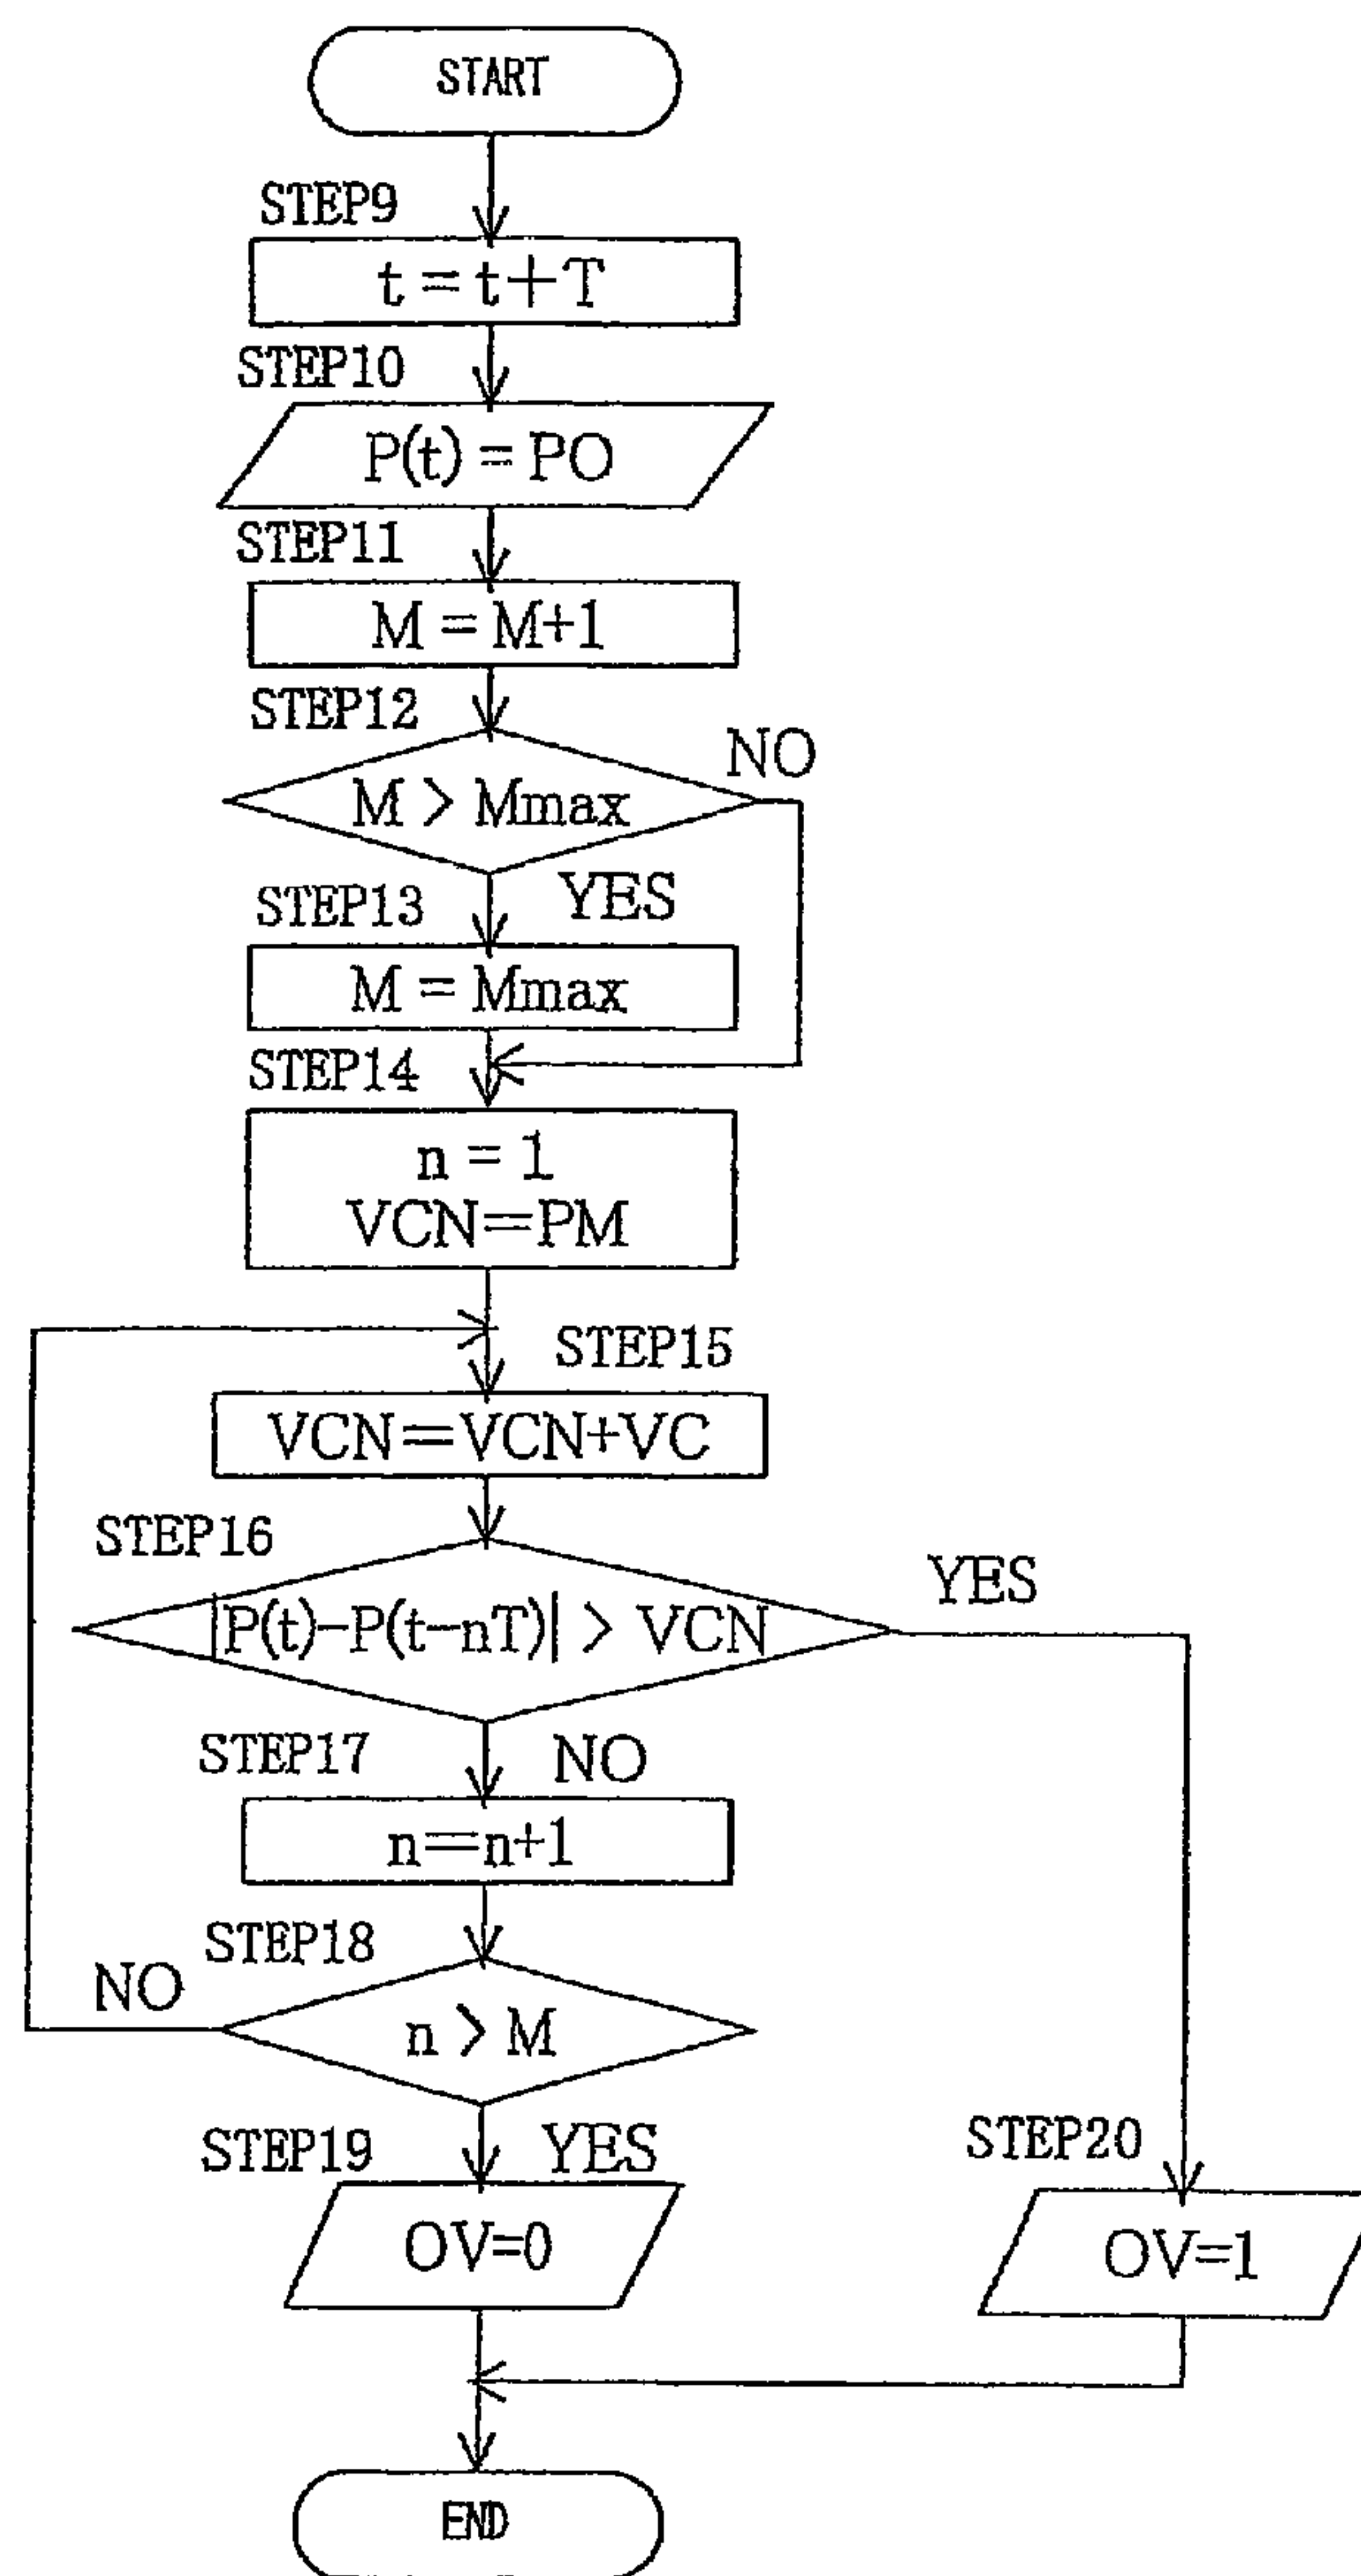 START
STEP9
t=t+T
STEP10
P(t)=PO
STEP11
M=M+1
STEP12
NO
M > Mmax
STEP13
YES
M=Mmax
STEP14
n=1
VCN=PM
STEP15
VCN=VCN+VC
STEP16
YES
|P(t)-P(t-nT)| > VCN
STEP17
NO
n=n+1
STEP18
NO
n > M
STEP19
YES
STEP20
OV=0
OV=1
END